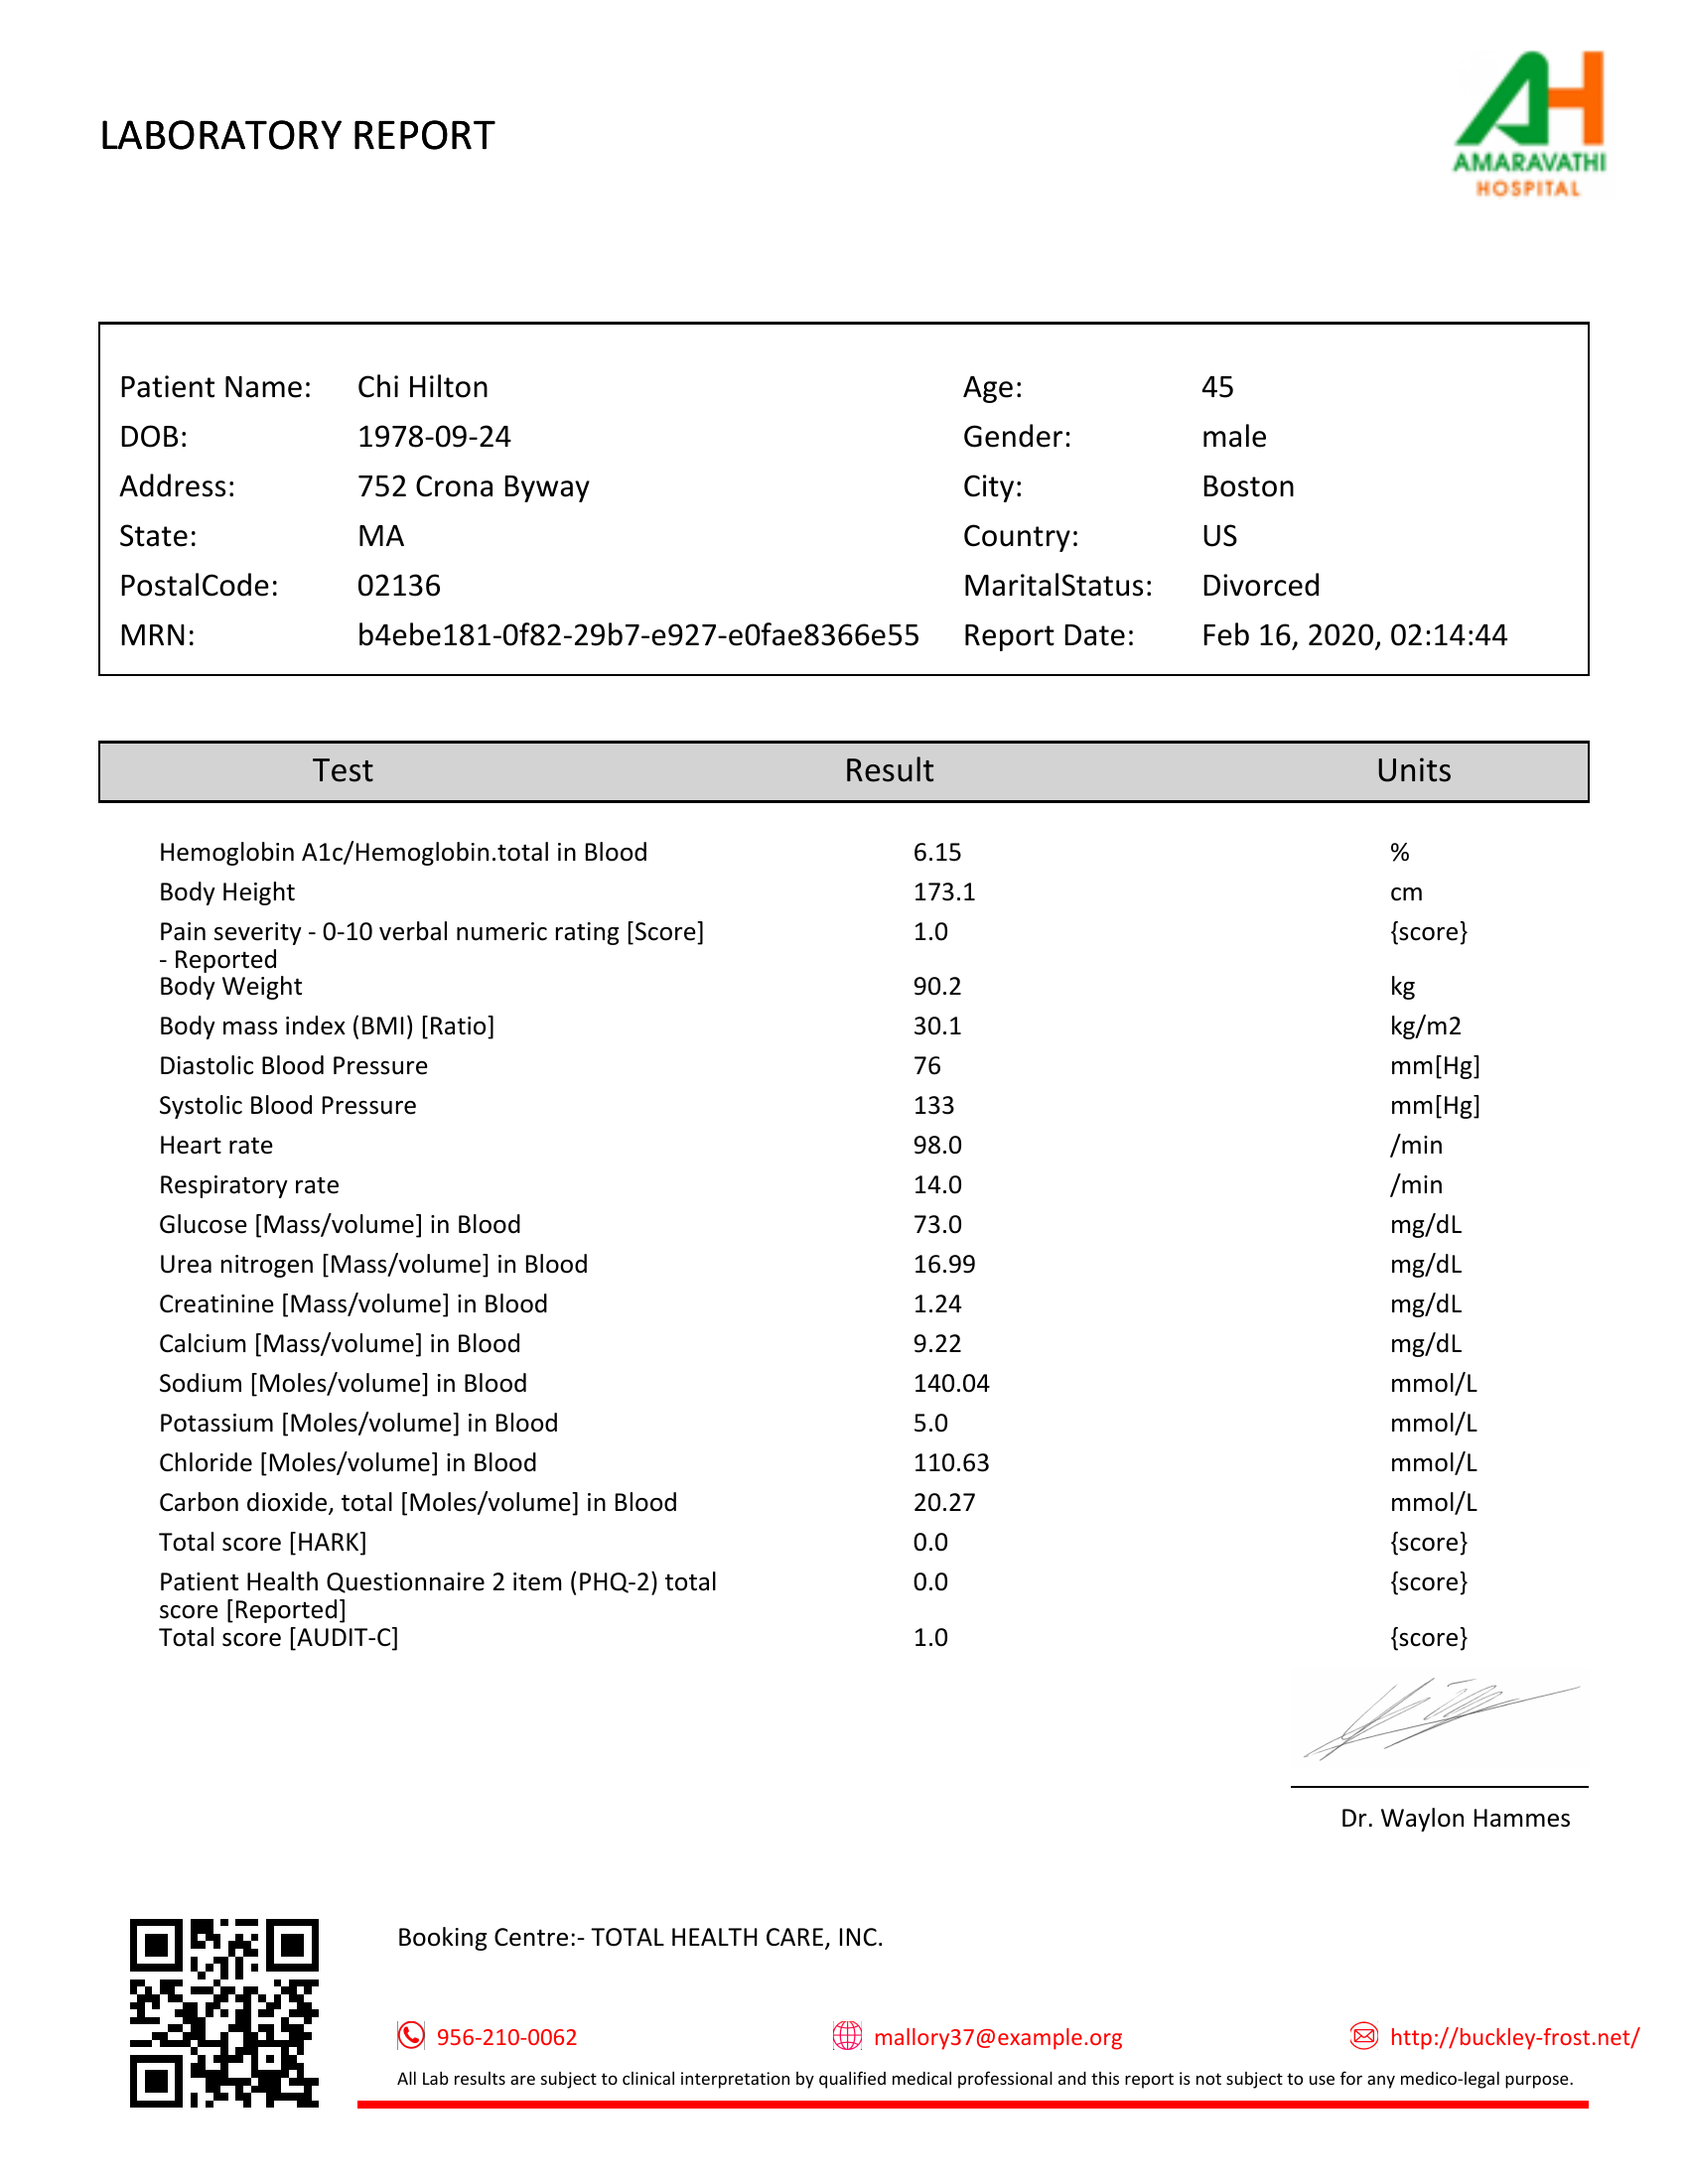 LABORATORY REPORT
AMARAVATHI
HOSPITAL
Patient Name: Chi Hilton Age: 45
DOB: 1978-09-24 Gender: male
Address: 752 Crona Byway City: Boston
State: MA Country: US
PostalCode: 02136 MaritalStatus: Divorced
MRN: b4ebe181-0f82-29b7-e927-e0fae8366e55 Report Date: Feb 16, 2020, 02:14:44
Test Result Units
Hemoglobin A1c/Hemoglobin.total in Blood 6.15 %
Body Height 173.1 cm
Pain severity - 0-10 verbal numeric rating [Score] 1.0 {score}
- Reported
Body Weight 90.2 kg
Body mass index (BMI) [Ratio] 30.1 kg/m2
Diastolic Blood Pressure 76 mm[Hg]
Systolic Blood Pressure 133 mm[Hg]
Heart rate 98.0 /min
Respiratory rate 14.0 /min
Glucose [Mass/volume] in Blood 73.0 mg/dL
Urea nitrogen [Mass/volume] in Blood 16.99 mg/dL
Creatinine [Mass/volume] in Blood 1.24 mg/dL
Calcium [Mass/volume] in Blood 9.22 mg/dL
Sodium [Moles/volume] in Blood 140.04 mmol/L
Potassium [Moles/volume] in Blood 5.0 mmol/L
Chloride [Moles/volume] in Blood 110.63 mmol/L
Carbon dioxide, total [Moles/volume] in Blood 20.27 mmol/L
Total score [HARK] 0.0 {score}
Patient Health Questionnaire 2 item (PHQ-2) total 0.0 {score}
score [Reported]
Total score [AUDIT-C] 1.0 {score}
Dr. Waylon Hammes
Booking Centre:- TOTAL HEALTH CARE, INC.
956-210-0062 mallory37@example.org http://buckley-frost.net/
All Lab results are subject to clinical interpretation by qualified medical professional and this report is not subject to use for any medico-legal purpose.